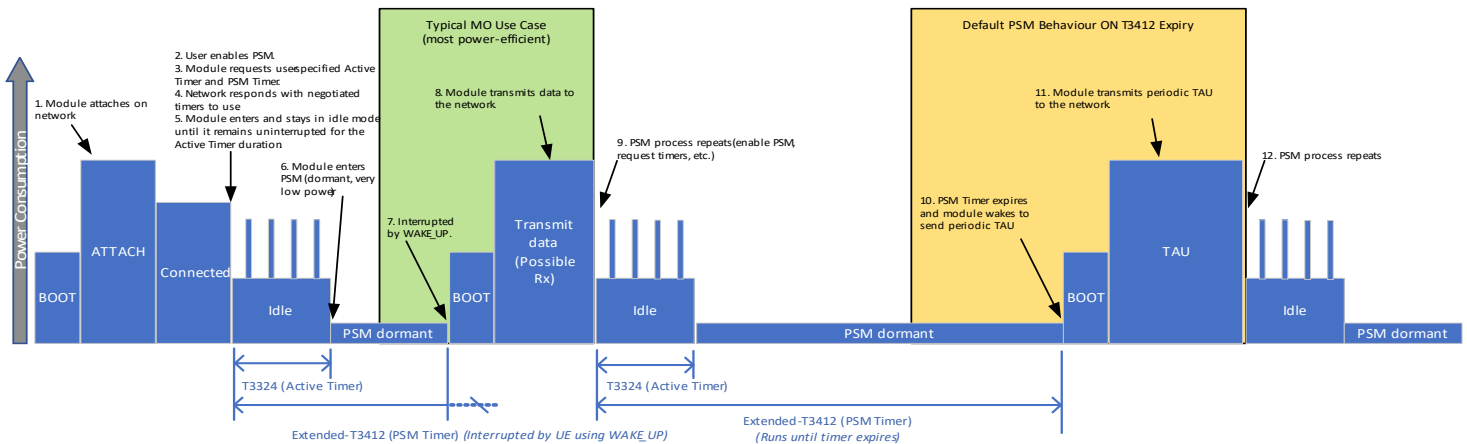 Typical MO Use Case
(most power-efficient)
Default PSM Behaviour ON T3412 Expiry
Power Consumption
1. Module attaches on
network
2. User enables PSM.
3. Module requests userspecified Active
Timer and PSM Timer.
4. Network responds with negotiated
timers to use
5. Module enters and stays in idle mode
until it remains uninterrupted for the
Active Timer duration.
6. Module enters
PSM (dormant, very
low power)
7. Interrupted
by WAKE_UP.
8. Module transmits data to
the network.
9. PSM process repeats(enable PSM,
request timers, etc.)
10. PSM Timer expires
and module wakes to
send periodic TAU
11. Module transmits periodic TAU
to the network.
12. PSM process repeats
BOOT
ATTACH
Connected
Idle
PSM dormant
BOOT
Transmit
data
(Possible
Rx)
Idle
PSM dormant
BOOT
TAU
Idle
PSM dormant
T3324 (Active Timer)
T3324 (Active Timer)
Extended-T3412 (PSM Timer) (Interrupted by UE using WAKE_UP)
Extended-T3412 (PSM Timer)
(Runs until timer expires)